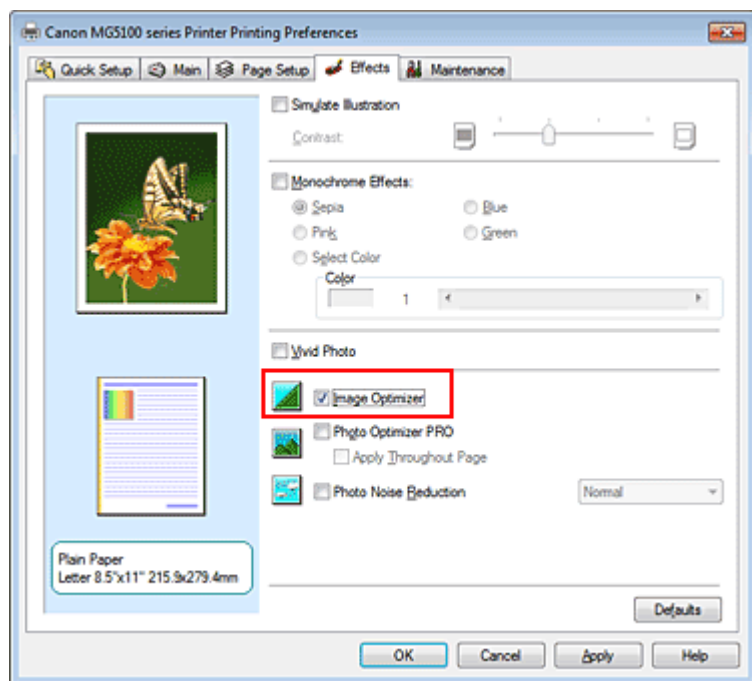 Canon MG5100 series Printer Printing Preferences
Quick Setup Main Page Setup Effects Maintenance
Simulate Illustration
Contrast:
Monochrome Effects:
Sepia Blue
Pink Green
Select Color
Color
1
Vivid Photo
Image Optimizer
Photo Optimizer PRO
Apply Throughout Page
Photo Noise Reduction Normal
Plain Paper
Letter 8.5"x11" 215.9x279.4mm
Defaults
OK Cancel Apply Help